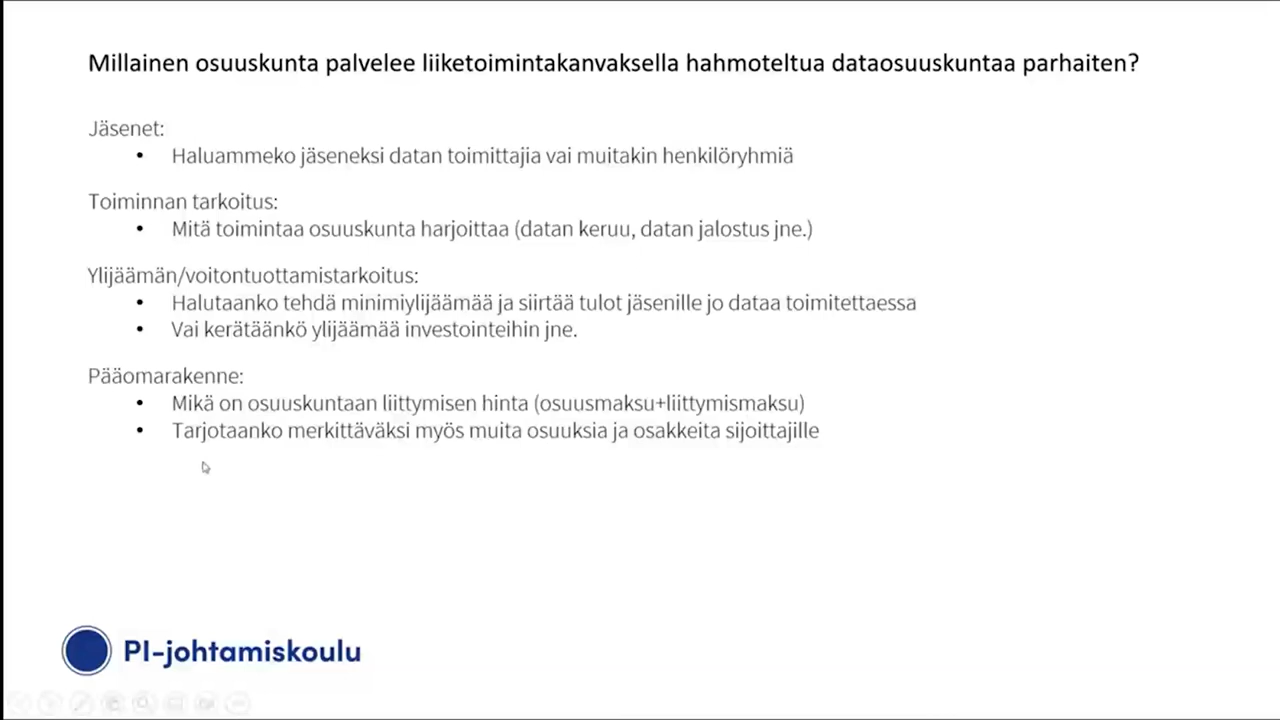 Millainen osuuskunta palvelee liiketoimintakanvaksella hahmoteltua dataosuuskuntaa parhaiten?
Jäsenet:
• Haluammeko jäseneksi datan toimittajia vai muitakin henkilöryhmiä
Toiminnan tarkoitus:
• Mitä toimintaa osuuskunta harjoittaa (datan keruu, datan jalostus jne.)
Ylijäämän/voitontuottamistarkoitus:
• Halutaanko tehdä minimiylijäämää ja siirtää tulot jäsenille jo dataa toimitettaessa
• Vai kerätäänkö ylijäämää investointeihin jne.
Pääomarakenne:
• Mikä on osuuskuntaan liittymisen hinta (osuusmaksu+liittymismaksu)
• Tarjotaanko merkittäväksi myös muita osuuksia ja osakkeita sijoittajille
PI-johtamiskoulu